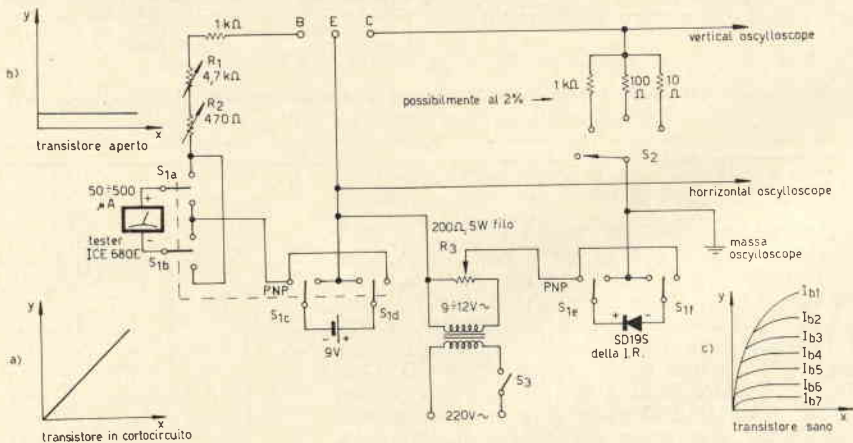 y
b)
x
transistore aperto
1 kΩ
B E C
R1
4,7 kΩ
R2
470Ω
vertical oscylloscope
1 kΩ
100 Ω
10 Ω
possibilmente al 2%
S2
horrizontal oscylloscope
massa
oscylloscope
S1a
50÷500
μA
+
-
tester
ICE 680E
S1b
PNP
S1c
S1d
- +
9V
200Ω, 5W filo
R3
9÷12V~
S3
220V~
PNP
S1e
S1f
+ -
SD19S
della I.R.
y
a)
x
transistore in cortocircuito
y
c)
Ib1
Ib2
Ib3
Ib4
Ib5
Ib6
Ib7
x
transistore sano